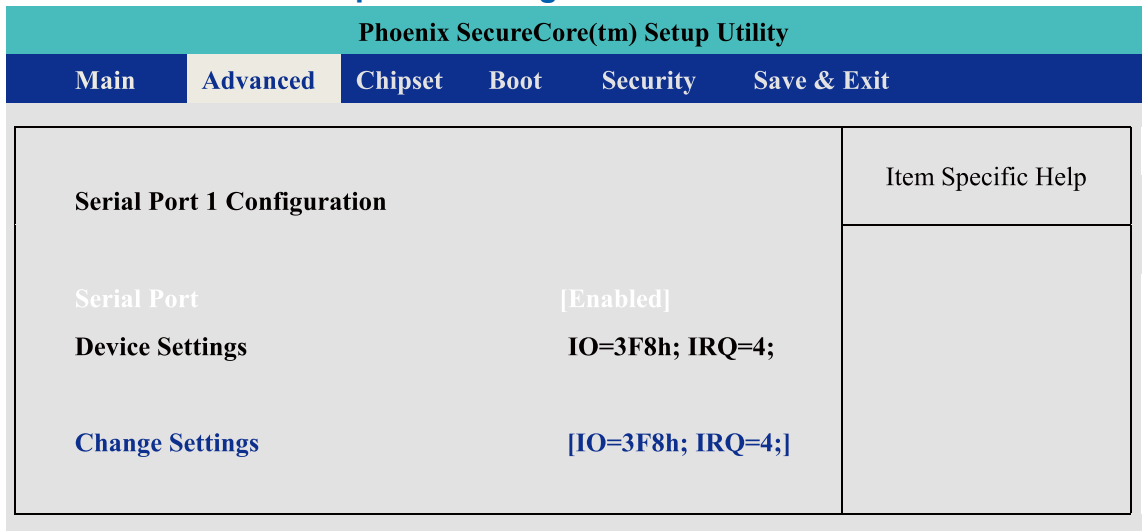 Phoenix SecureCore(tm) Setup Utility
Main Advanced Chipset Boot Security Save & Exit
Item Specific Help
Serial Port 1 Configuration
Serial Port [Enabled]
Device Settings IO=3F8h; IRQ=4;
Change Settings [IO=3F8h; IRQ=4;]